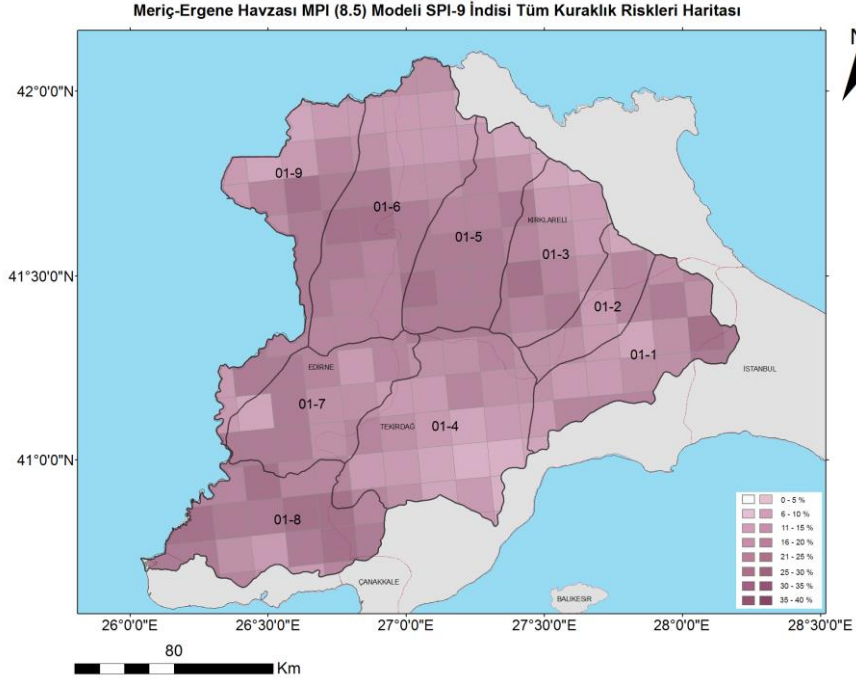 Meriç-Ergene Havzası MPI (8.5) Modeli SPI-9 İndisi Tüm Kuraklık Riskleri Haritası
N
42°0'0"N
01-9
01-6
KIRKLARELİ
01-5
01-3
41°30'0"N
01-2
01-1
EDİRNE
İSTANBUL
01-7
TEKİRDAĞ
01-4
41°0'0"N
01-8
ÇANAKKALE
BALIKESİR
0 - 5 %
6 - 10 %
11 - 15 %
16 - 20 %
21 - 25 %
25 - 30 %
30 - 35 %
35 - 40 %
26°0'0"E 26°30'0"E 27°0'0"E 27°30'0"E 28°0'0"E 28°30'0"E
80
Km